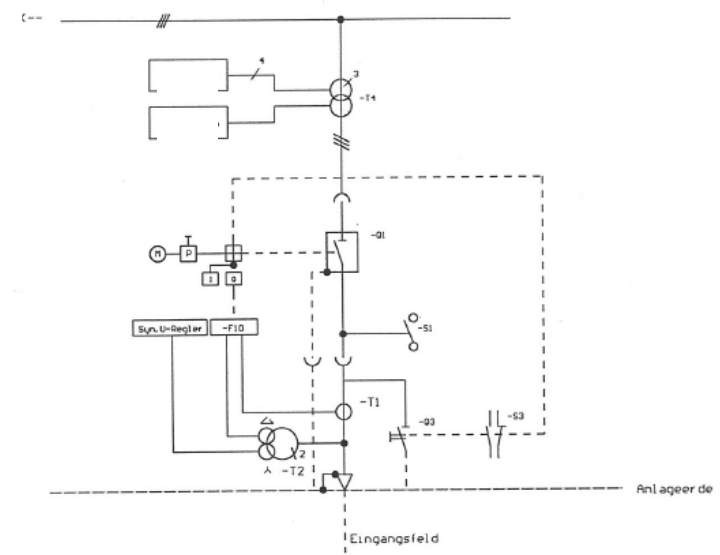 4
3
-T4
-Q1
M
P
I
0
Syn.U-Regler
-F10
-S1
-T1
-Q3
-S3
2
-T2
Anlageerde
Eingangsfeld